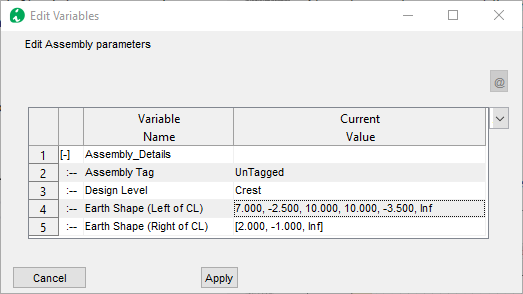 Edit Variables
Edit Assembly parameters
@
Variable Name Current Value
1 [-] Assembly_Details
2 :-- Assembly Tag UnTagged
3 :-- Design Level Crest
4 :-- Earth Shape (Left of CL) 7.000, -2.500, 10.000, 10.000, -3.500, Inf
5 :-- Earth Shape (Right of CL) [2.000, -1.000, Inf]
Cancel Apply